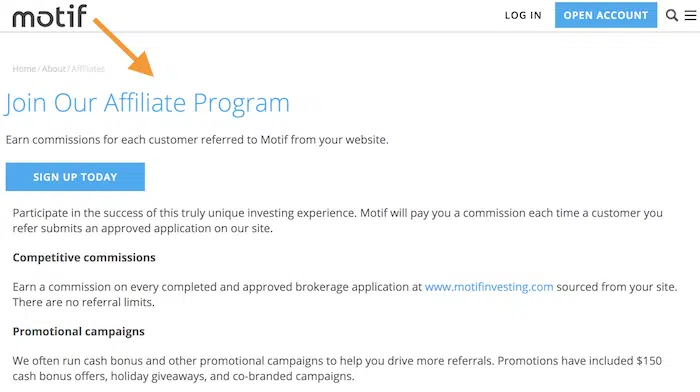 motif
LOG IN
OPEN ACCOUNT
Home / About / Affiliates
Join Our Affiliate Program
Earn commissions for each customer referred to Motif from your website.
SIGN UP TODAY
Participate in the success of this truly unique investing experience. Motif will pay you a commission each time a customer you
refer submits an approved application on our site.
Competitive commissions
Earn a commission on every completed and approved brokerage application at www.motifinvesting.com sourced from your site.
There are no referral limits.
Promotional campaigns
We often run cash bonus and other promotional campaigns to help you drive more referrals. Promotions have included $150
cash bonus offers, holiday giveaways, and co-branded campaigns.